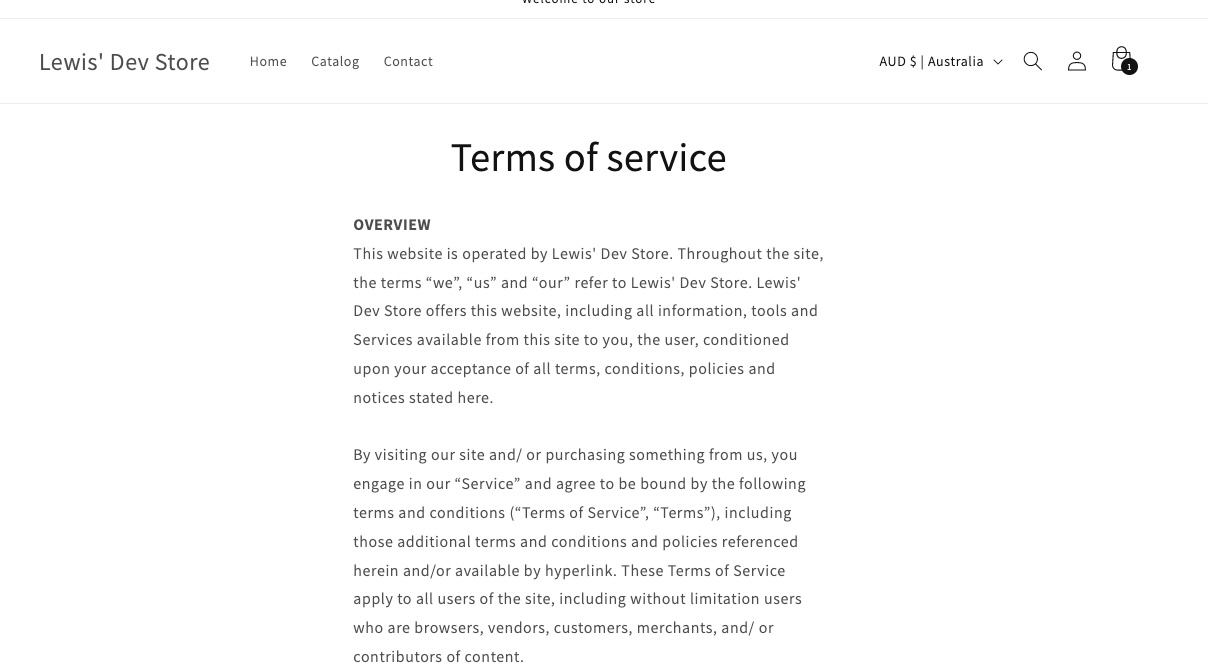 Welcome to our store
Lewis' Dev Store
Home
Catalog
Contact
AUD $ | Australia
1
Terms of service
OVERVIEW
This website is operated by Lewis' Dev Store. Throughout the site,
the terms “we”, “us” and “our” refer to Lewis' Dev Store. Lewis'
Dev Store offers this website, including all information, tools and
Services available from this site to you, the user, conditioned
upon your acceptance of all terms, conditions, policies and
notices stated here.
By visiting our site and/ or purchasing something from us, you
engage in our “Service” and agree to be bound by the following
terms and conditions (“Terms of Service”, “Terms”), including
those additional terms and conditions and policies referenced
herein and/or available by hyperlink. These Terms of Service
apply to all users of the site, including without limitation users
who are browsers, vendors, customers, merchants, and/ or
contributors of content.